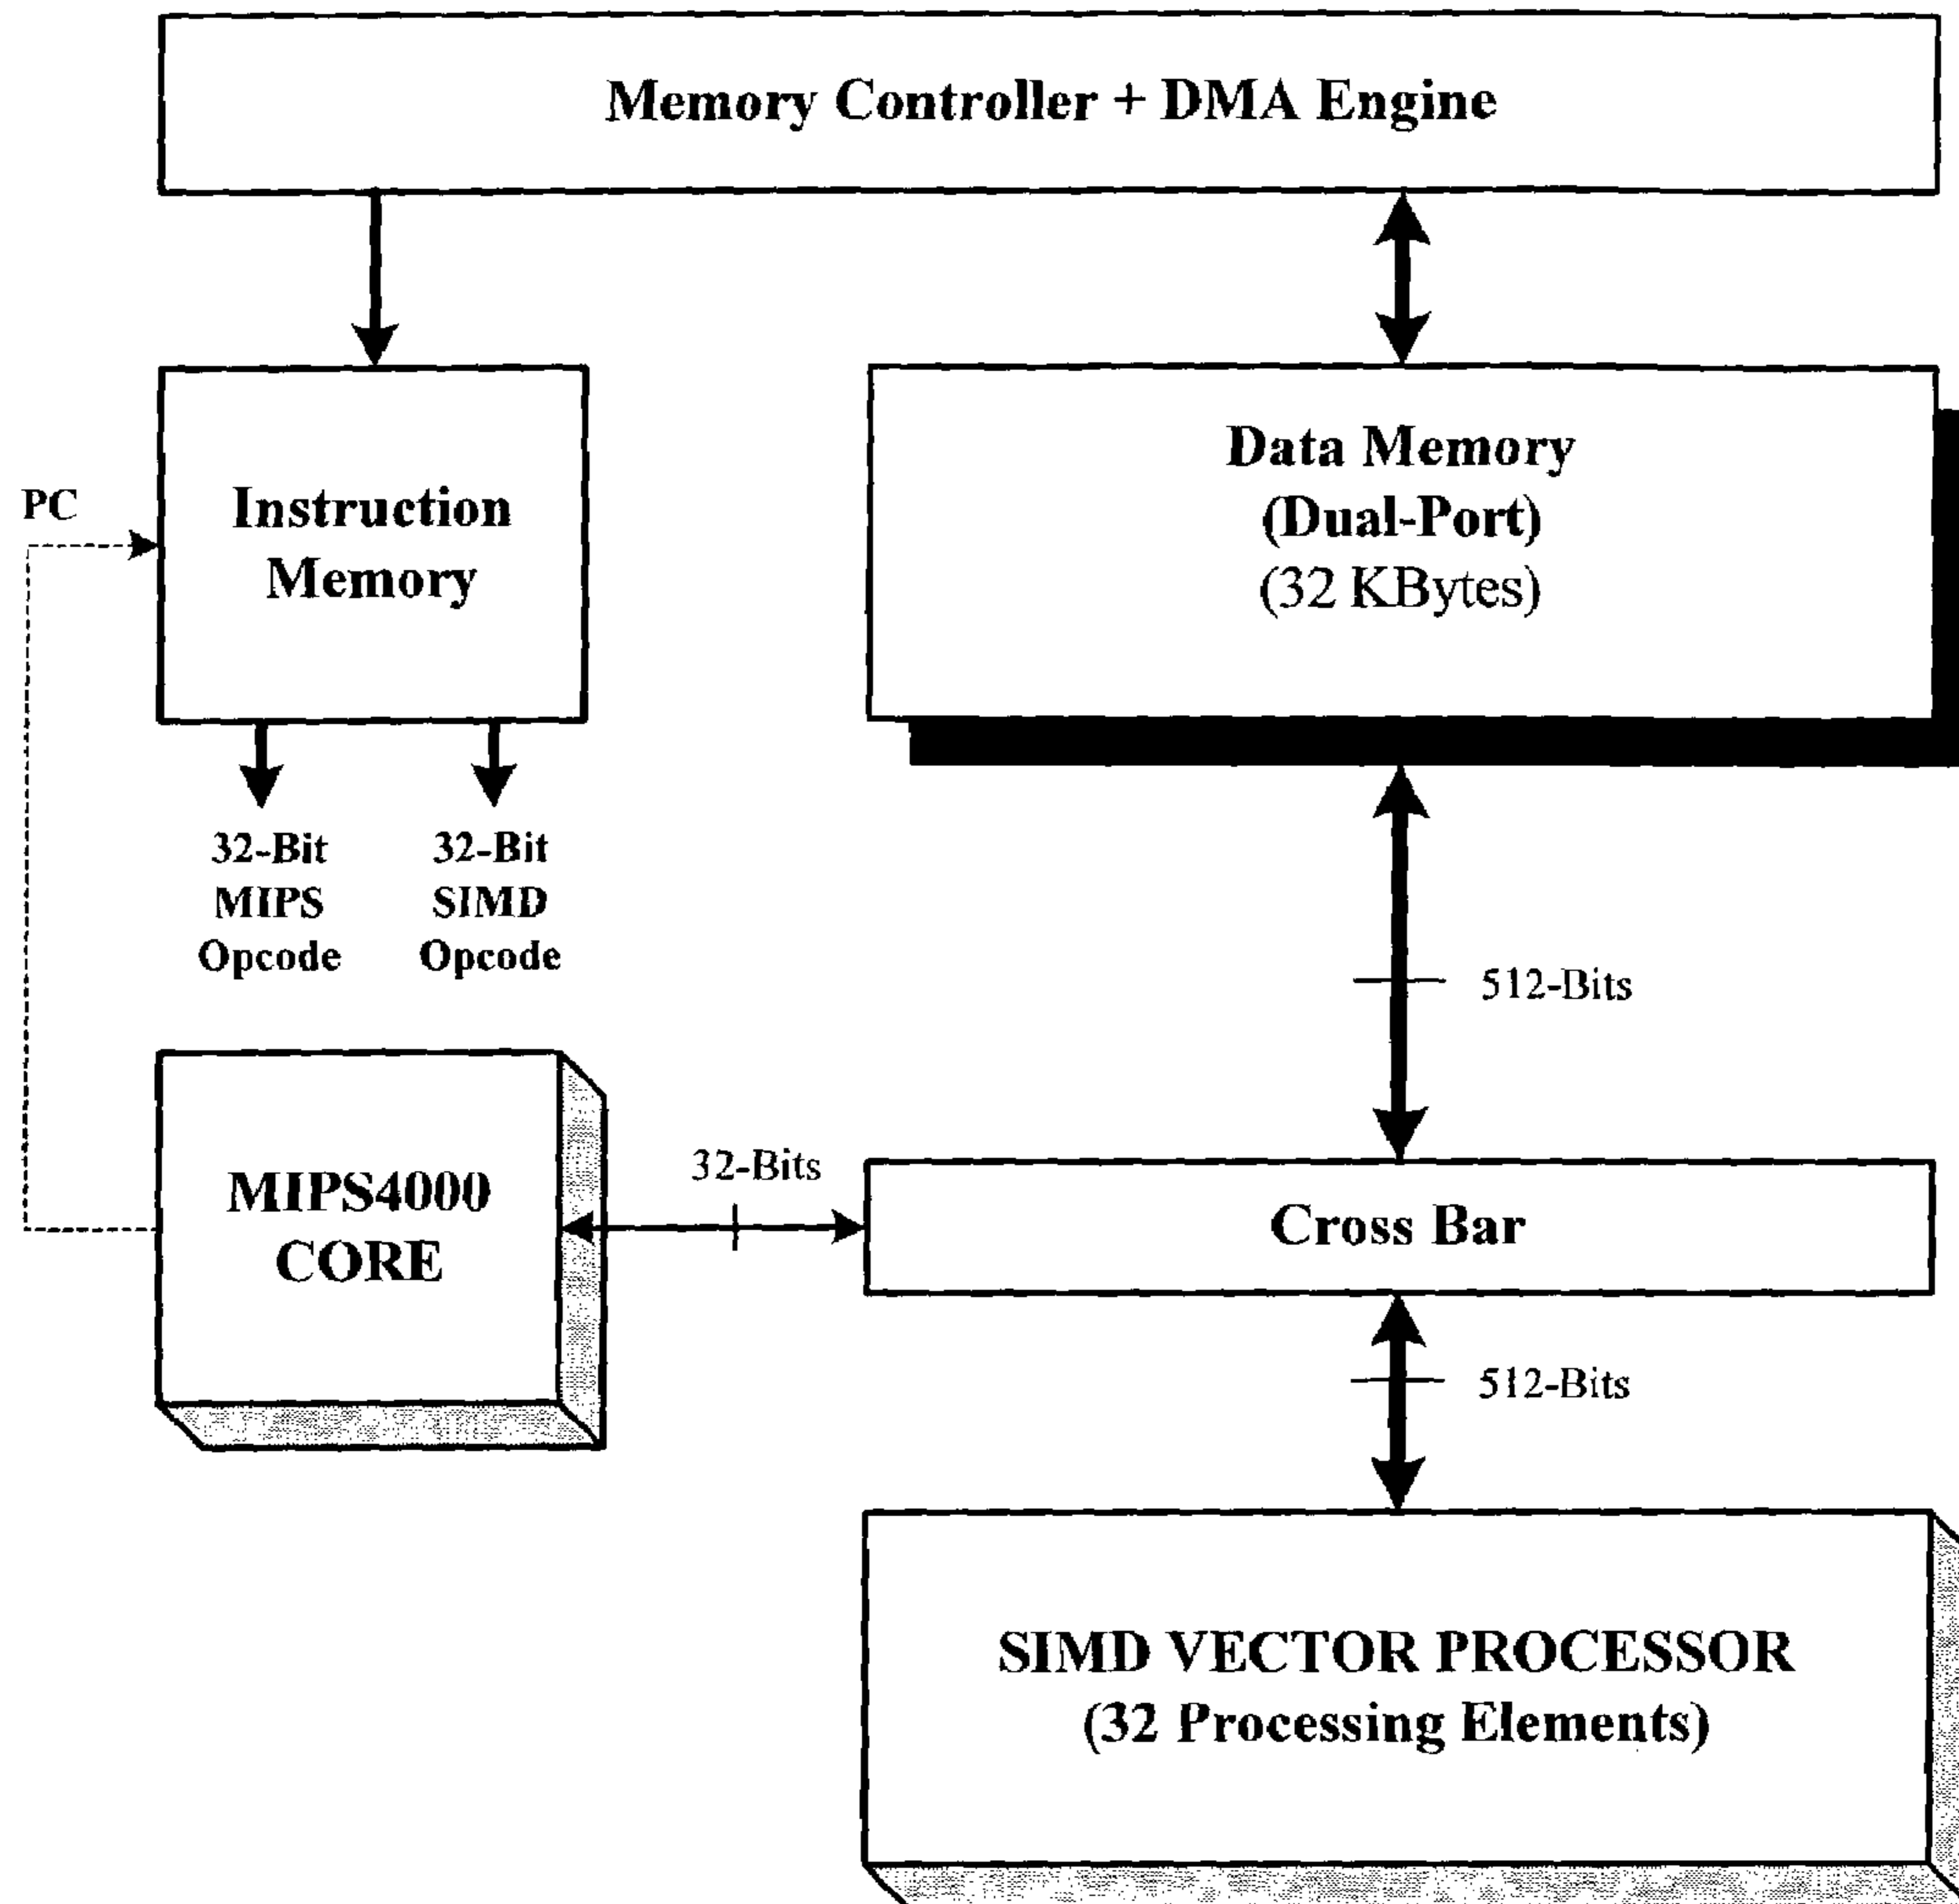 Memory Controller + DMA Engine
PC
Instruction
Memory
Data Memory
(Dual-Port)
(32 KBytes)
32-Bit
MIPS
Opcode
32-Bit
SIMD
Opcode
512-Bits
MIPS4000
CORE
32-Bits
Cross Bar
512-Bits
SIMD VECTOR PROCESSOR
(32 Processing Elements)